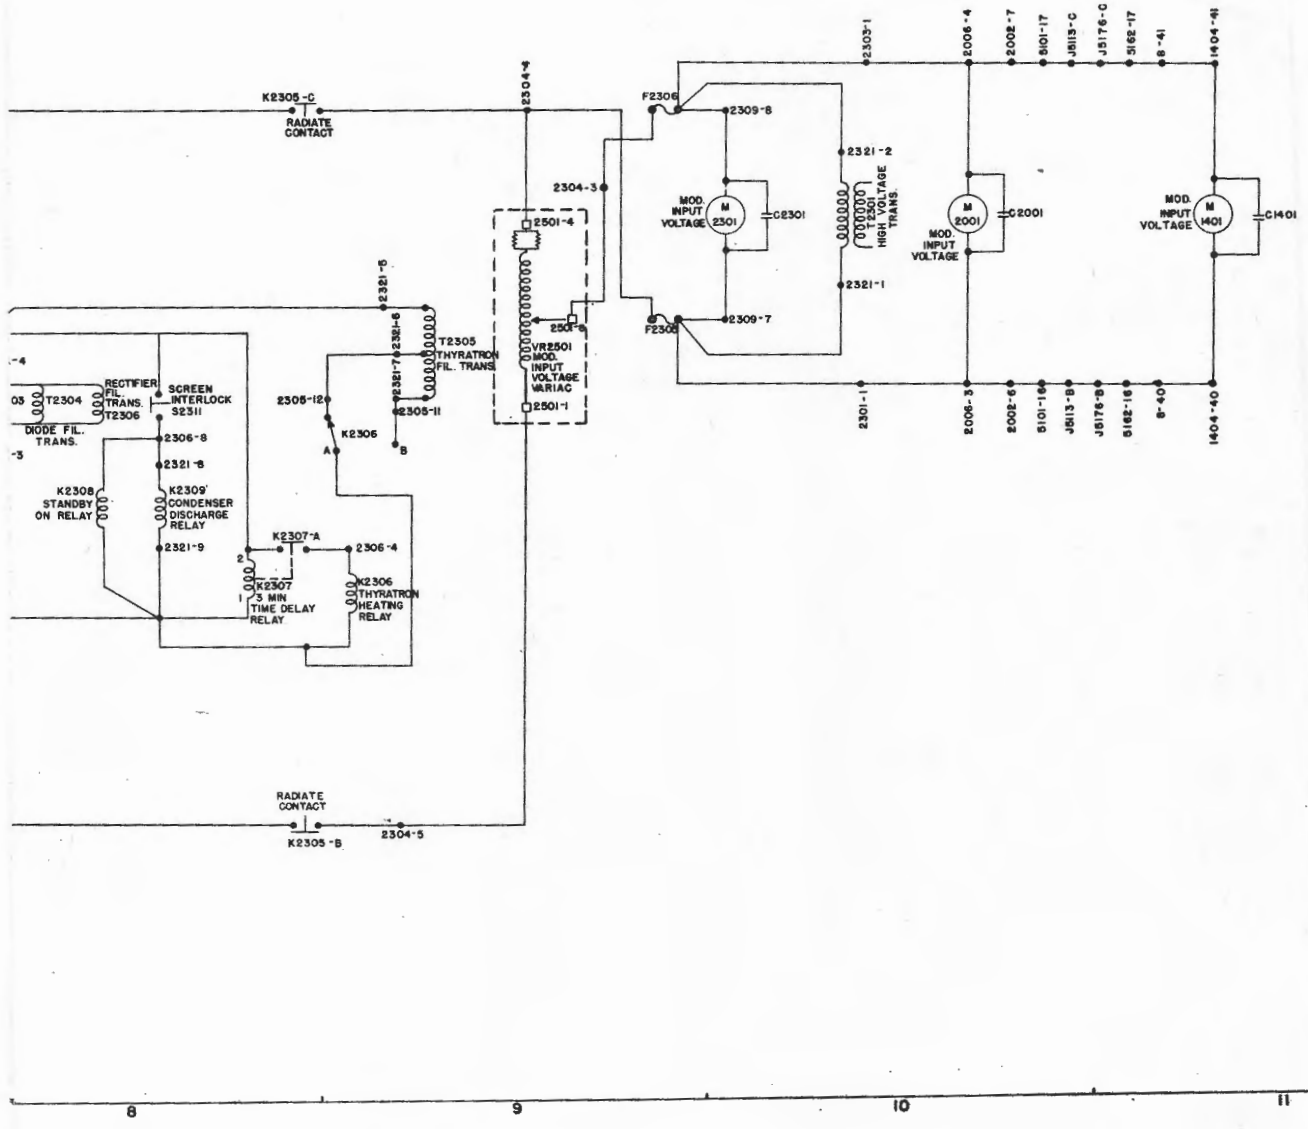 2303-1
2006-4
2002-7
5101-17
J5113-C
J5176-C
5162-17
8-41
1404-41
K2305-C
RADIATE
CONTACT
2304-4
F2306
2309-8
2321-2
2304-3
MOD.
INPUT
VOLTAGE
M
2301
C2301
T2301
HIGH VOLTAGE
TRANS.
M
2001
C2001
MOD.
INPUT
VOLTAGE
MOD.
INPUT
VOLTAGE
M
1401
C1401
2501-4
2321-5
2321-6
2321-7
T2305
THYRATRON
FIL. TRANS.
2321-1
VR2501
MOD.
INPUT
VOLTAGE
VARIAC
F2305
2309-7
-4
03
T2304
RECTIFIER
FIL.
TRANS.
T2306
SCREEN
INTERLOCK
S2311
DIODE FIL.
TRANS.
-3
2305-12
2305-11
2501-1
K2306
A
B
2301-1
2006-3
2002-6
5101-16
J5113-B
J5176-B
5162-16
8-40
1404-40
2306-8
2321-8
K2308
STANDBY
ON RELAY
K2309
CONDENSER
DISCHARGE
RELAY
2321-9
K2307-A
2306-4
2
1
K2307
3 MIN
TIME DELAY
RELAY
K2306
THYRATRON
HEATING
RELAY
RADIATE
CONTACT
K2305-B
2304-5
8
9
10
11